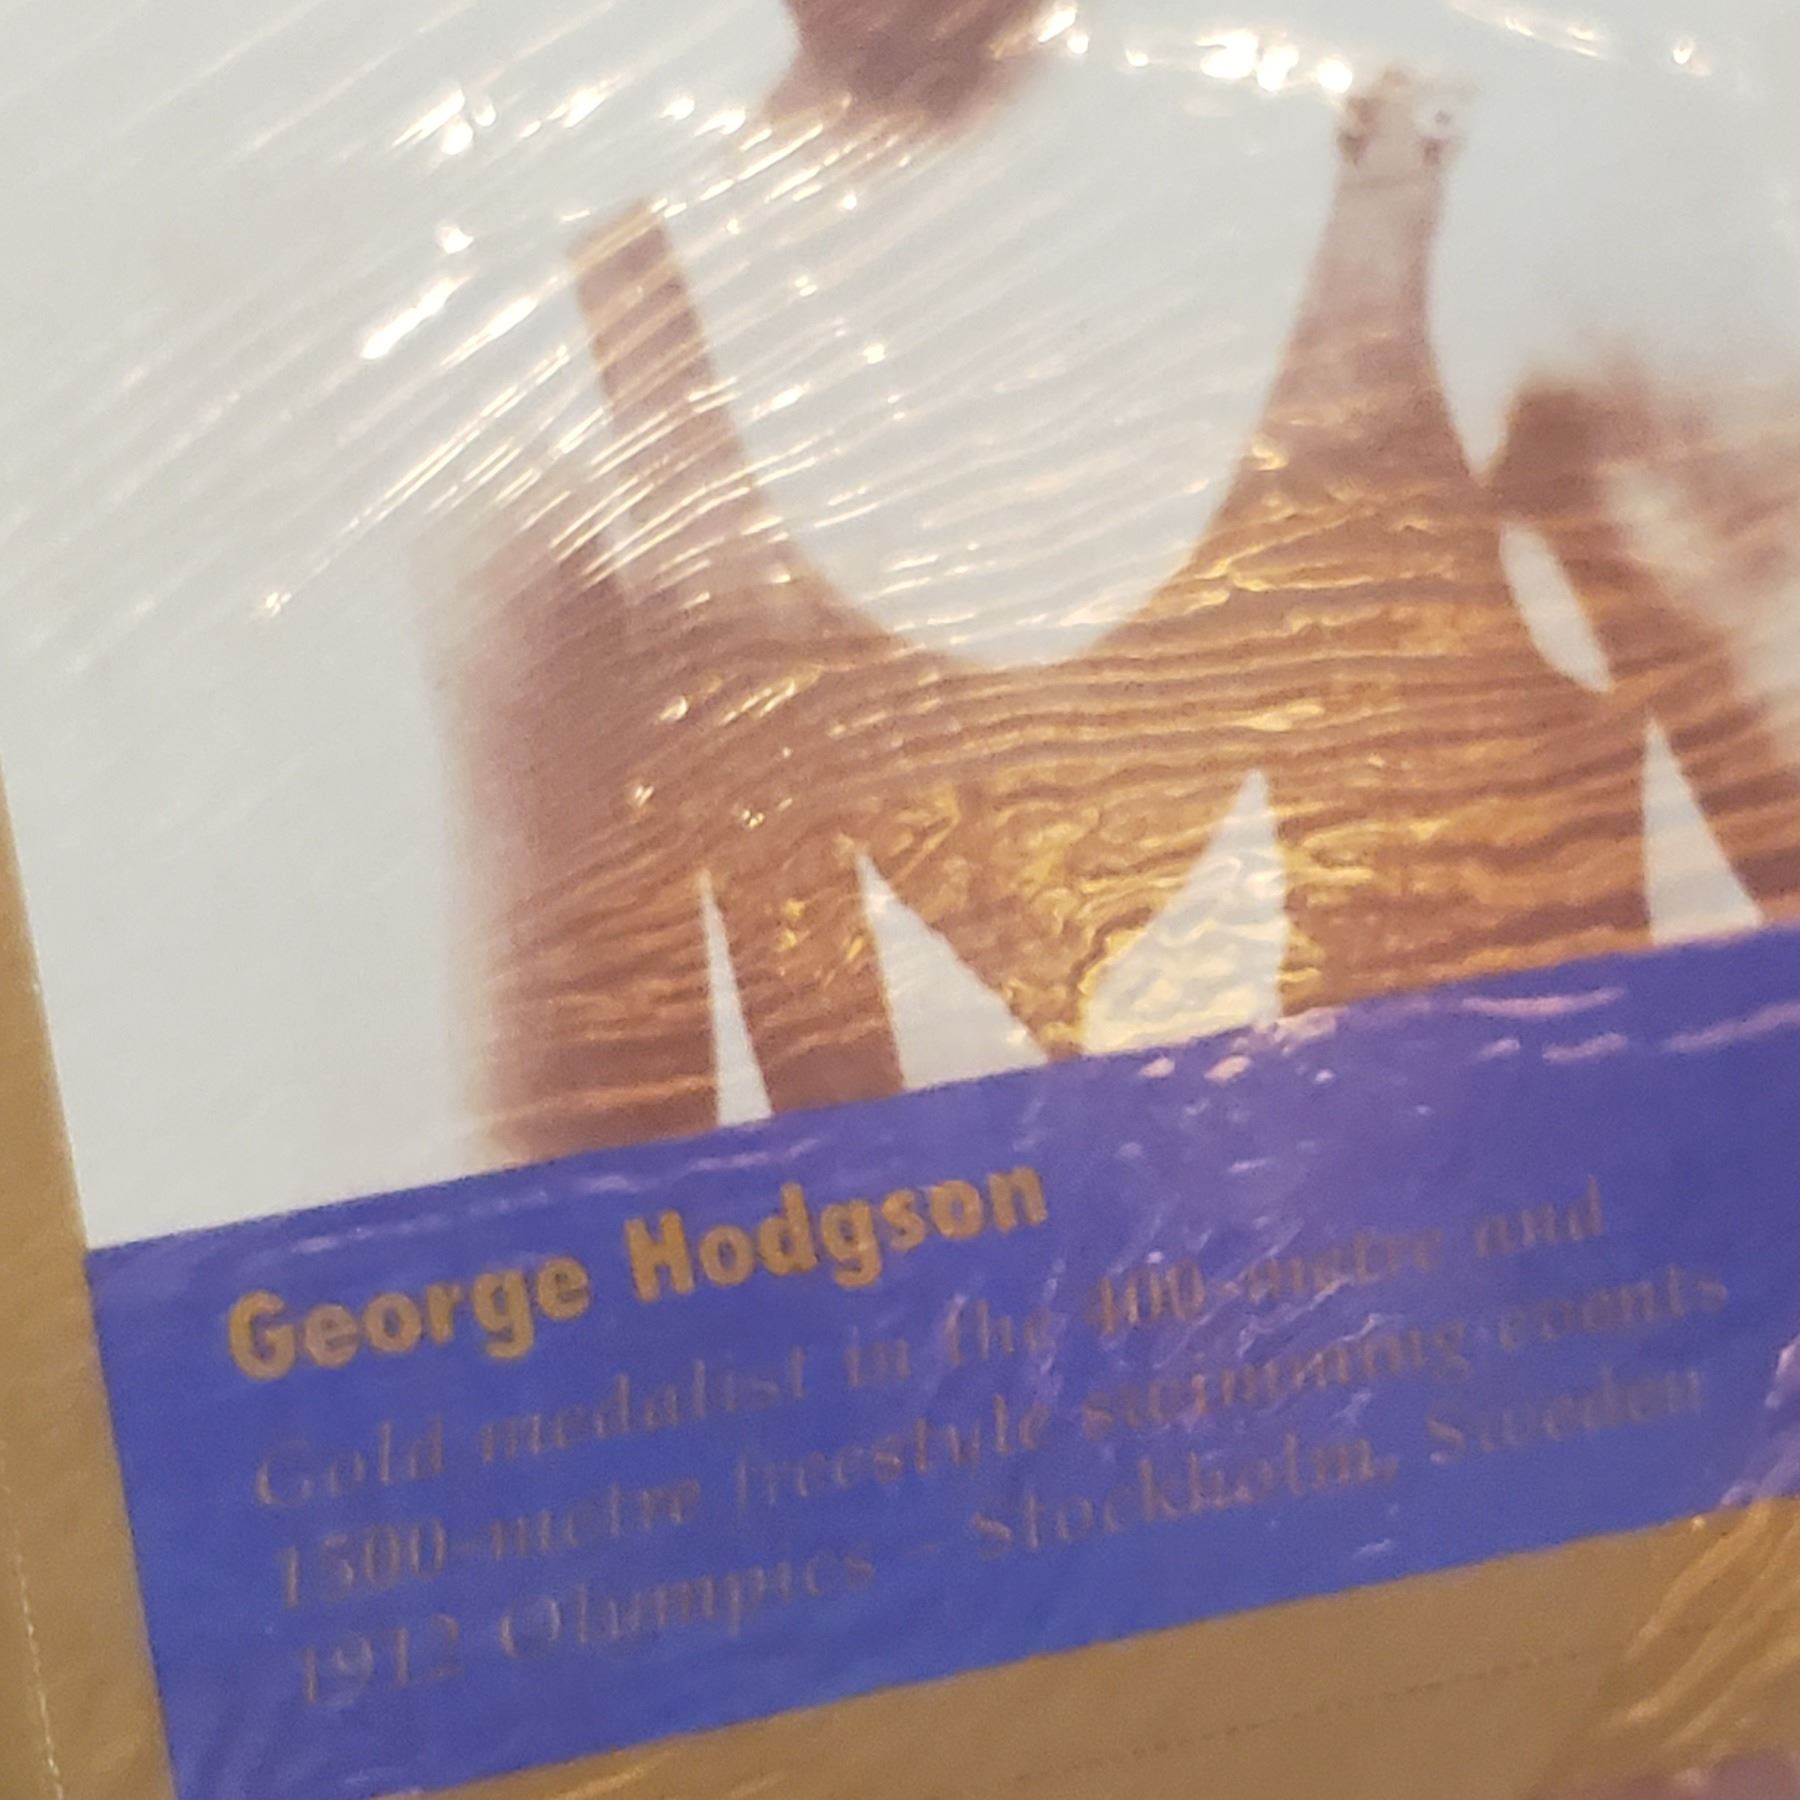 George Hodgson
Gold medalist in the 400-metre and
1500-metre freestyle swimming events
1912 Olympics - Stockholm, Sweden